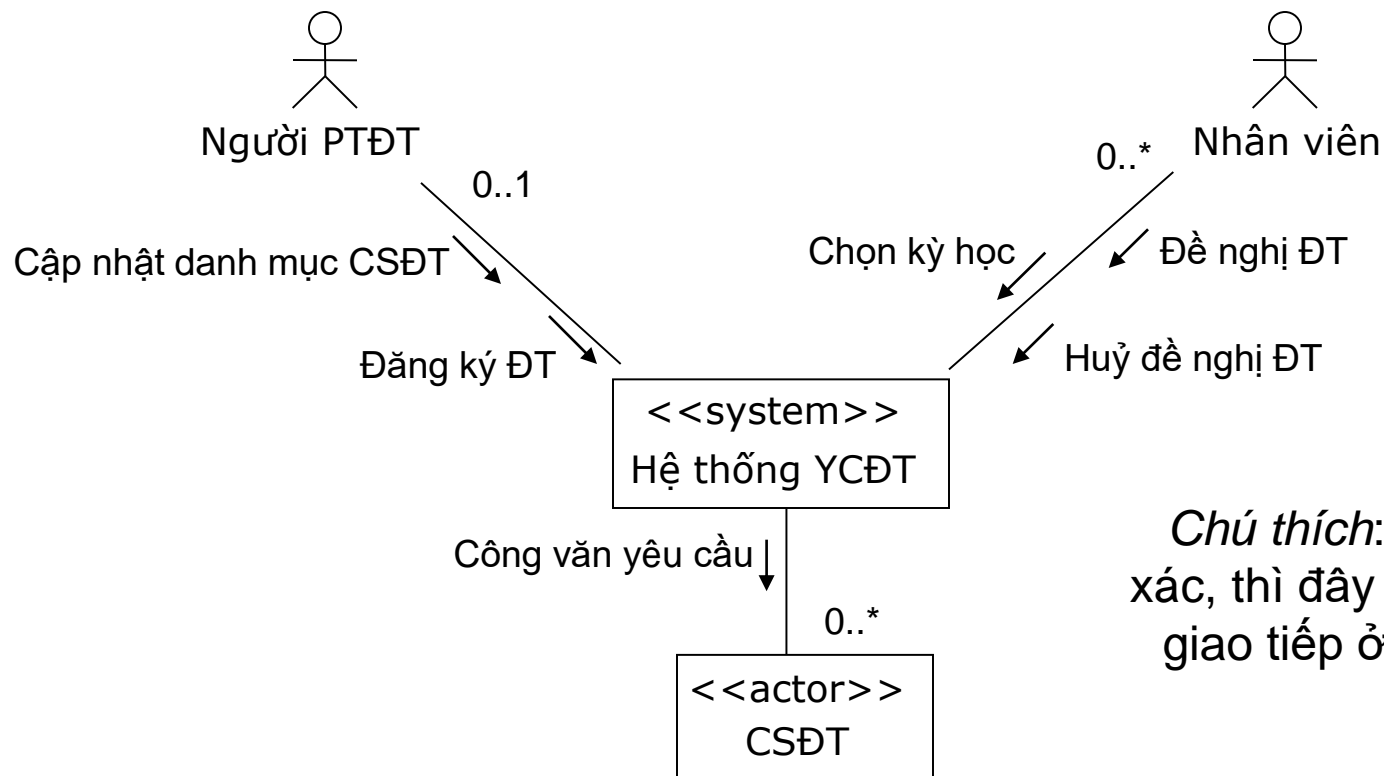 Người PTĐT
Nhân viên
0..1
0..*
Cập nhật danh mục CSĐT
Chọn kỳ học
Đề nghị ĐT
Đăng ký ĐT
Huỷ đề nghị ĐT
<<system>>
Hệ thống YCĐT
Công văn yêu cầu
0..*
<<actor>>
CSĐT
Chú thích:
xác, thì đây
giao tiếp ở